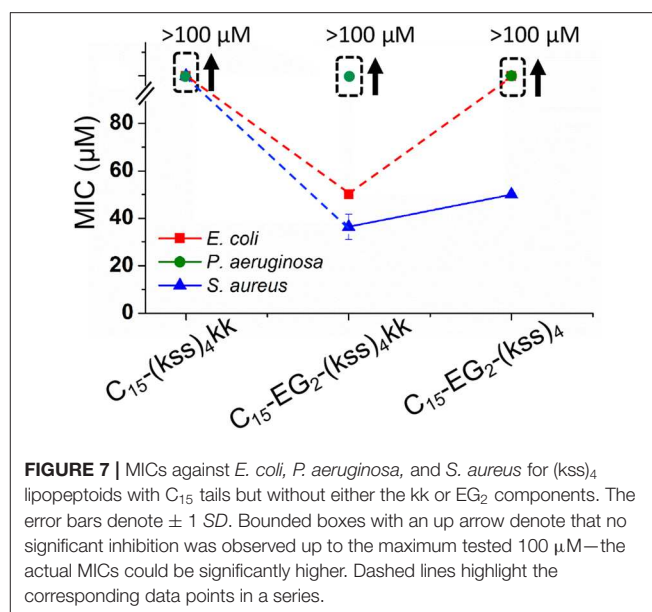 >100 μM >100 μM >100 μM
MIC (μM)
80
60
40
20
0
E. coli
P. aeruginosa
S. aureus
C₁₅-(kss)₄kk
C₁₅-EG₂-(kss)₄kk
C₁₅-EG₂-(kss)₄
FIGURE 7 | MICs against E. coli, P. aeruginosa, and S. aureus for (kss)₄
lipopeptoids with C₁₅ tails but without either the kk or EG₂ components. The
error bars denote ± 1 SD. Bounded boxes with an up arrow denote that no
significant inhibition was observed up to the maximum tested 100 μM—the
actual MICs could be significantly higher. Dashed lines highlight the
corresponding data points in a series.